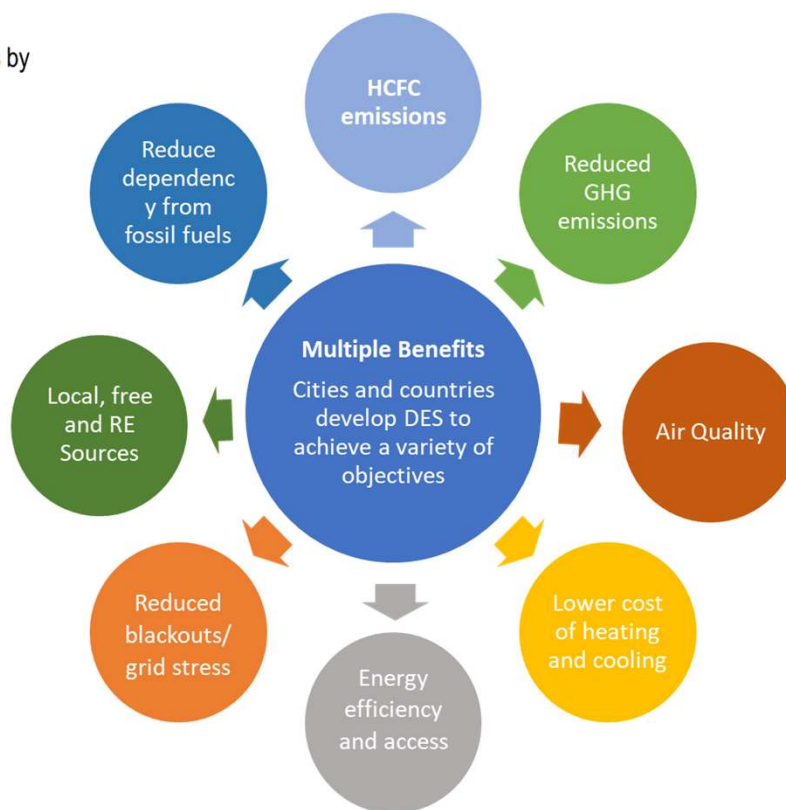 by
HCFC
emissions
Reduce
dependenc
y from
fossil fuels
Reduced
GHG
emissions
Multiple Benefits
Cities and countries
develop DES to
achieve a variety of
objectives
Local, free
and RE
Sources
Air Quality
Reduced
blackouts/
grid stress
Lower cost
of heating
and cooling
Energy
efficiency
and access